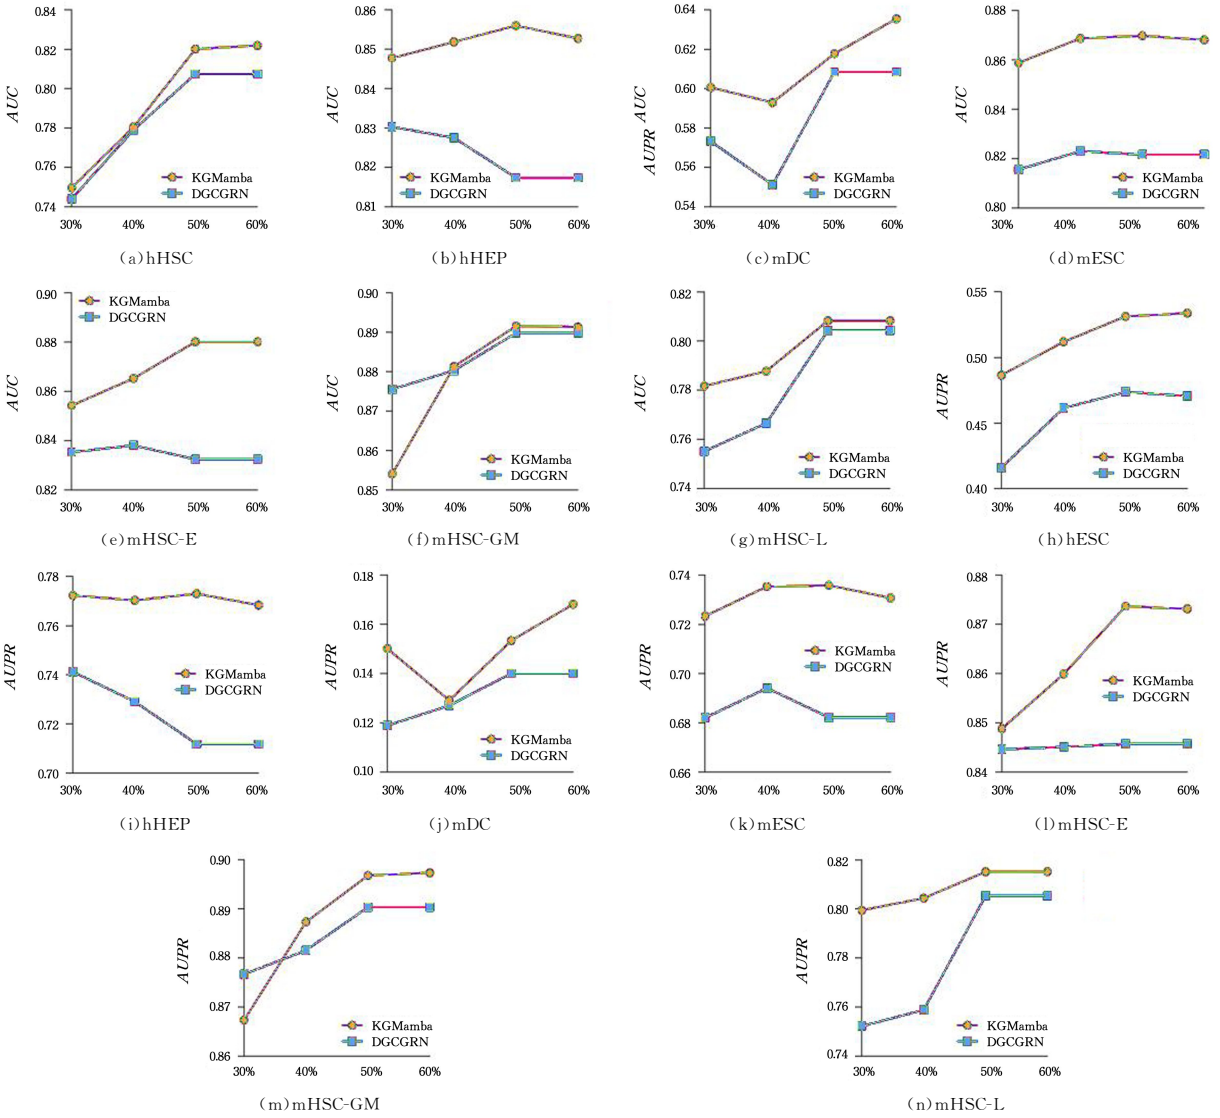 0.84
0.82
0.80
0.78
0.76
0.74
AUC
KGMamba
DGCGRN
30% 40% 50% 60%
(a)hHSC
0.86
0.85
0.84
0.83
0.82
0.81
AUC
KGMamba
DGCGRN
30% 40% 50% 60%
(b)hHEP
0.64
0.62
0.60
0.58
0.56
0.54
AUPR AUC
KGMamba
DGCGRN
30% 40% 50% 60%
(c)mDC
0.88
0.86
0.84
0.82
0.80
AUC
KGMamba
DGCGRN
30% 40% 50% 60%
(d)mESC
0.90
0.88
0.86
0.84
0.82
AUC
KGMamba
DGCGRN
30% 40% 50% 60%
(e)mHSC-E
0.90
0.89
0.88
0.87
0.86
0.85
AUC
KGMamba
DGCGRN
30% 40% 50% 60%
(f)mHSC-GM
0.82
0.80
0.78
0.76
0.74
AUC
KGMamba
DGCGRN
30% 40% 50% 60%
(g)mHSC-L
0.55
0.50
0.45
0.40
AUPR
KGMamba
DGCGRN
30% 40% 50% 60%
(h)hESC
0.78
0.76
0.74
0.72
0.70
AUPR
KGMamba
DGCGRN
30% 40% 50% 60%
(i)hHEP
0.18
0.16
0.14
0.12
0.10
AUPR
KGMamba
DGCGRN
30% 40% 50% 60%
(j)mDC
0.74
0.72
0.70
0.68
0.66
AUPR
KGMamba
DGCGRN
30% 40% 50% 60%
(k)mESC
0.88
0.87
0.86
0.85
0.84
AUPR
KGMamba
DGCGRN
30% 40% 50% 60%
(l)mHSC-E
0.90
0.89
0.88
0.87
0.86
AUPR
KGMamba
DGCGRN
30% 40% 50% 60%
(m)mHSC-GM
0.82
0.80
0.78
0.76
0.74
AUPR
KGMamba
DGCGRN
30% 40% 50% 60%
(n)mHSC-L